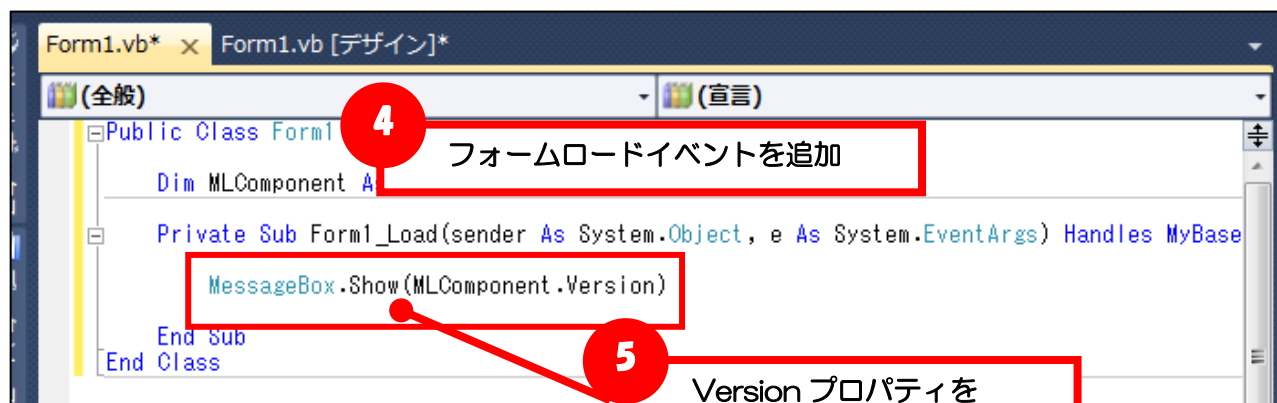 Form1.vb* × Form1.vb [デザイン]*
(全般) (宣言)
Public Class Form1
4
フォームロードイベントを追加
Dim MLComponent As
Private Sub Form1_Load(sender As System.Object, e As System.EventArgs) Handles MyBase
MessageBox.Show(MLComponent.Version)
End Sub
End Class
5
Version プロパティを